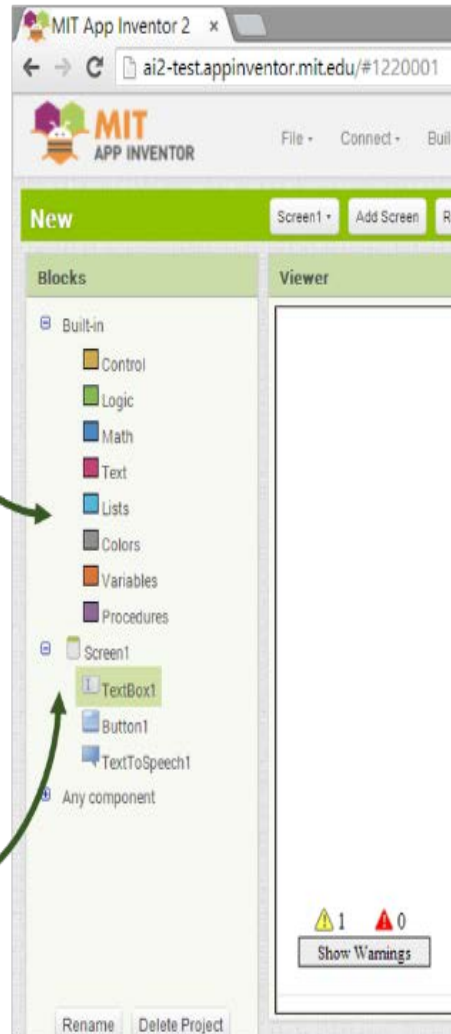 MIT App Inventor 2 ×
ai2-test.appinventor.mit.edu/#1220001
MIT
APP INVENTOR
File Connect
New
Screen1 Add Screen
Blocks
Viewer
Built-in
Control
Logic
Math
Text
Lists
Colors
Variables
Procedures
Screen1
TextBox1
Button1
TextToSpeech1
Any component
1 0
Show Warnings
Rename Delete Project